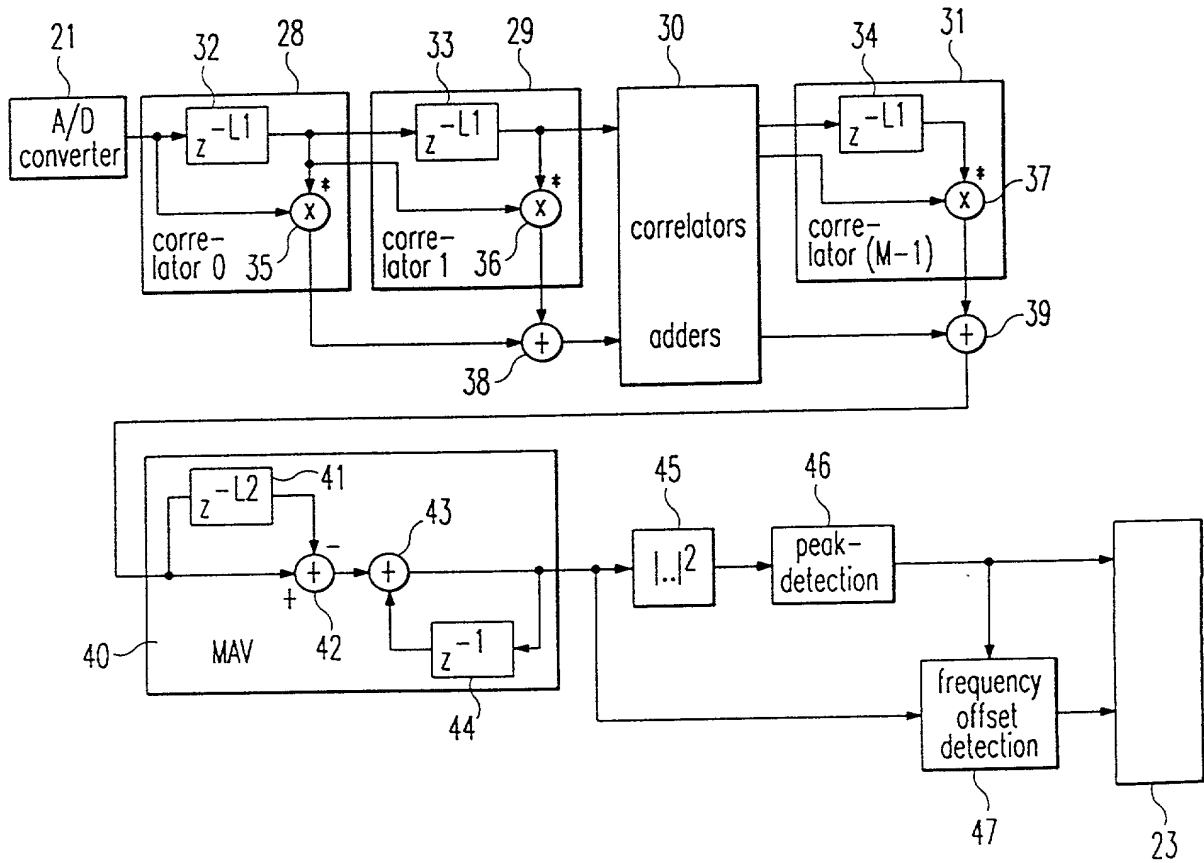 21
32
28
33
29
30
34
31
A/D
converter
z^-L1
z^-L1
z^-L1
*
*
*
x
x
x
37
corre-
lator 0
35
corre-
lator 1
36
correlators
corre-
lator (M-1)
+
38
adders
+
39
z^-L2
41
43
45
46
-
+
+
+
42
|..|²
peak-
detection
40
MAV
z^-1
44
frequency
offset
detection
47
23